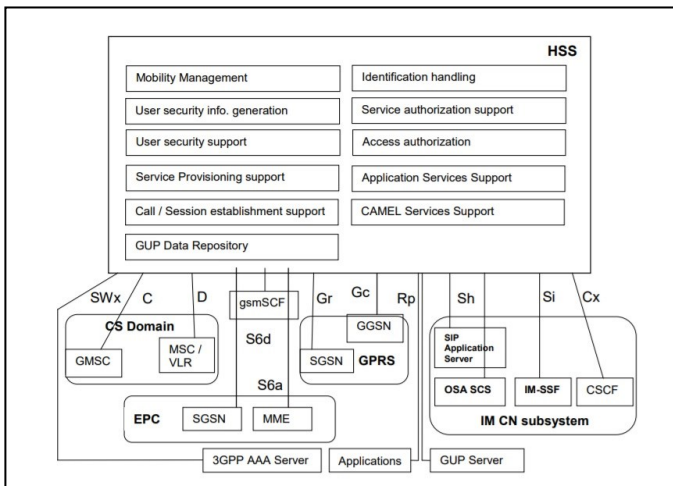 HSS
Mobility Management
Identification handling
User security info. generation
Service authorization support
User security support
Access authorization
Service Provisioning support
Application Services Support
Call / Session establishment support
CAMEL Services Support
GUP Data Repository
SWx
C
D
gsmSCF
Gr
Gc
Rp
Sh
Si
Cx
CS Domain
GMSC
MSC /
VLR
S6d
S6a
GGSN
SGSN
GPRS
SIP
Application
Server
OSA SCS
IM-SSF
CSCF
IM CN subsystem
EPC
SGSN
MME
3GPP AAA Server
Applications
GUP Server